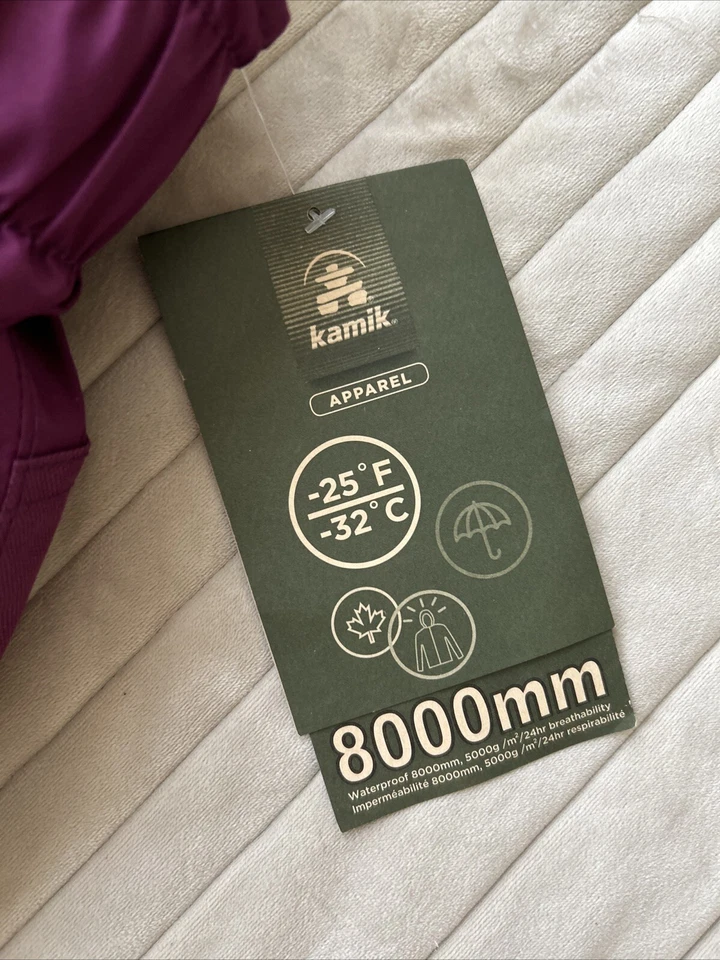 kamik®
APPAREL
-25°F
-32°C
8000mm
Waterproof 8000mm, 5000g /m²/24hr breathability
Imperméabilité 8000mm, 5000g /m²/24hr respirabilité